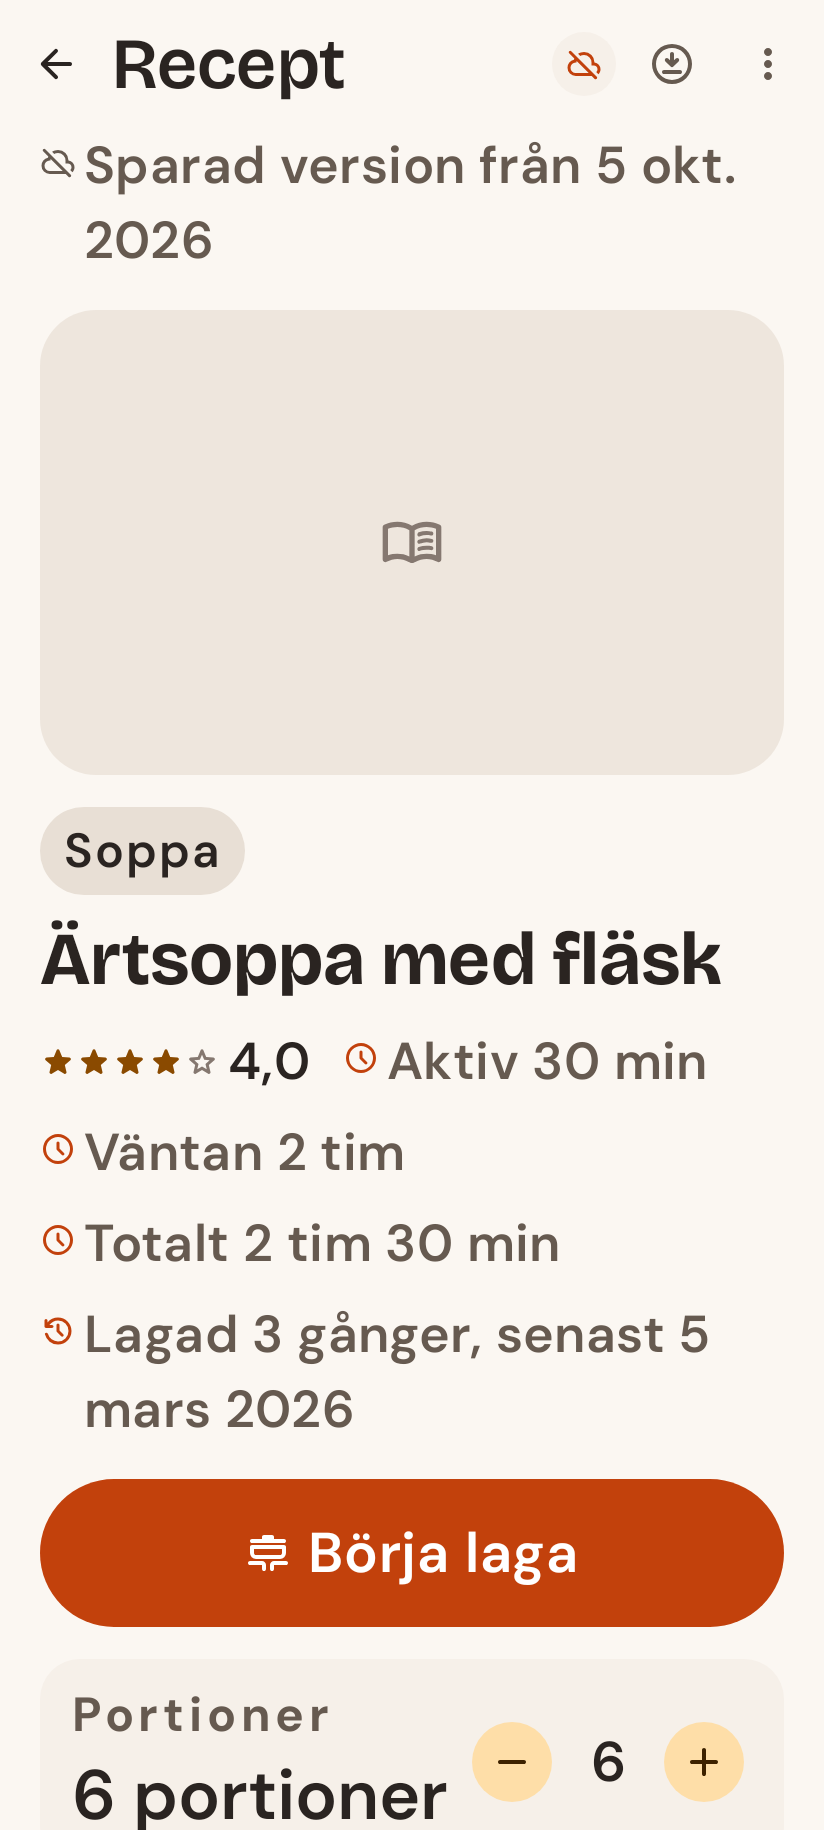 Recept
Sparad version från 5 okt.
2026
Soppa
Ärtsoppa med fläsk
4,0 Aktiv 30 min
Väntan 2 tim
Totalt 2 tim 30 min
Lagad 3 gånger, senast 5
mars 2026
Börja laga
Portioner
6 portioner
6